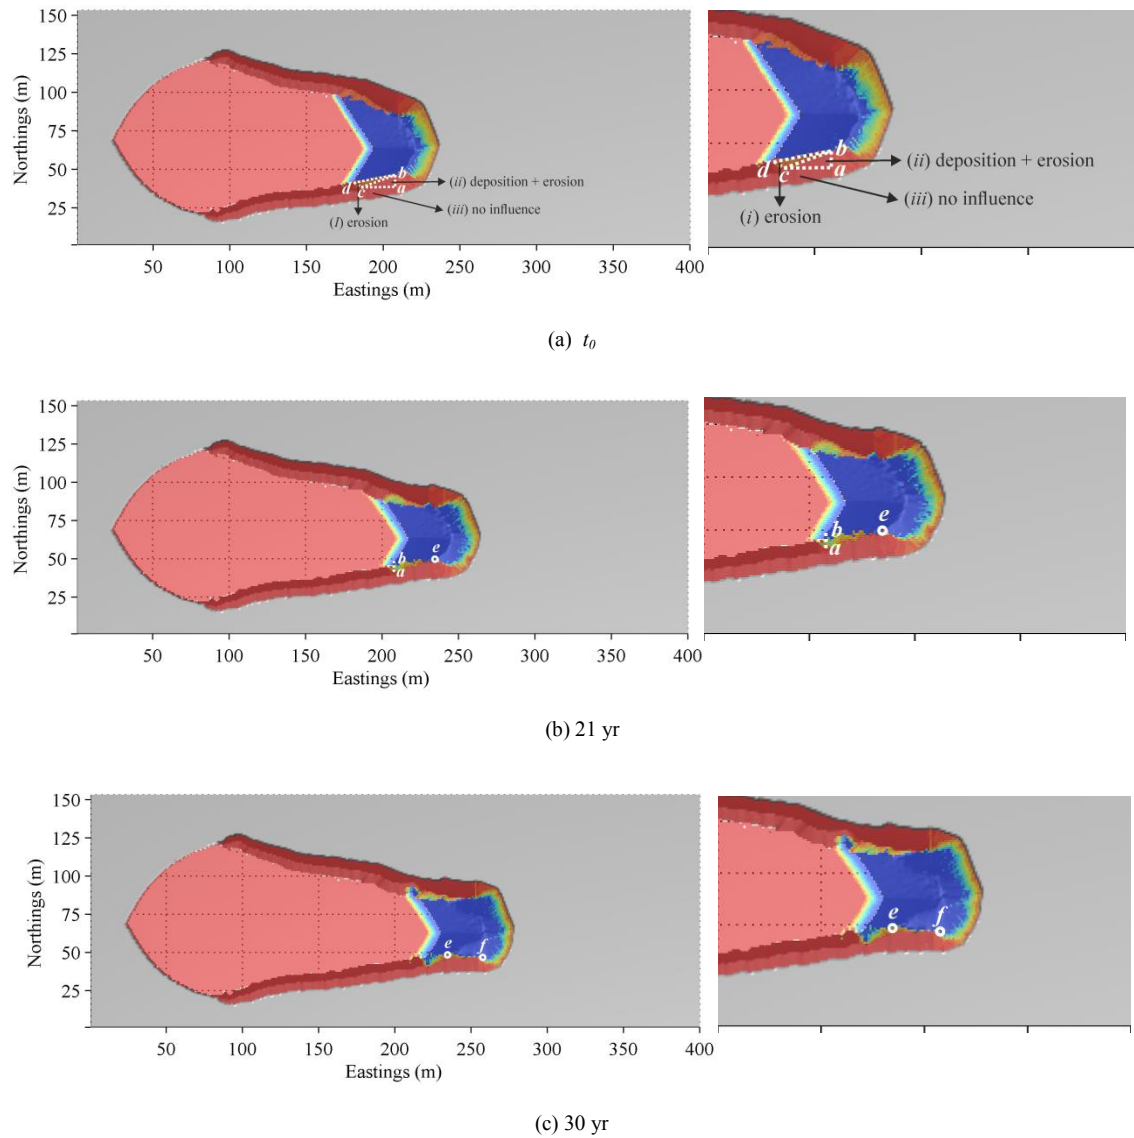 150
125
100
75
50
25
Northings (m)
b
d
c
a
(ii) deposition + erosion
(iii) no influence
(I) erosion
50 100 150 200 250 300 350 400
Eastings (m)
b
d
c
a
(ii) deposition + erosion
(iii) no influence
(i) erosion
(a) t0
150
125
100
75
50
25
Northings (m)
b
a
e
50 100 150 200 250 300 350 400
Eastings (m)
e
b
a
(b) 21 yr
150
125
100
75
50
25
Northings (m)
e f
50 100 150 200 250 300 350 400
Eastings (m)
e f
(c) 30 yr